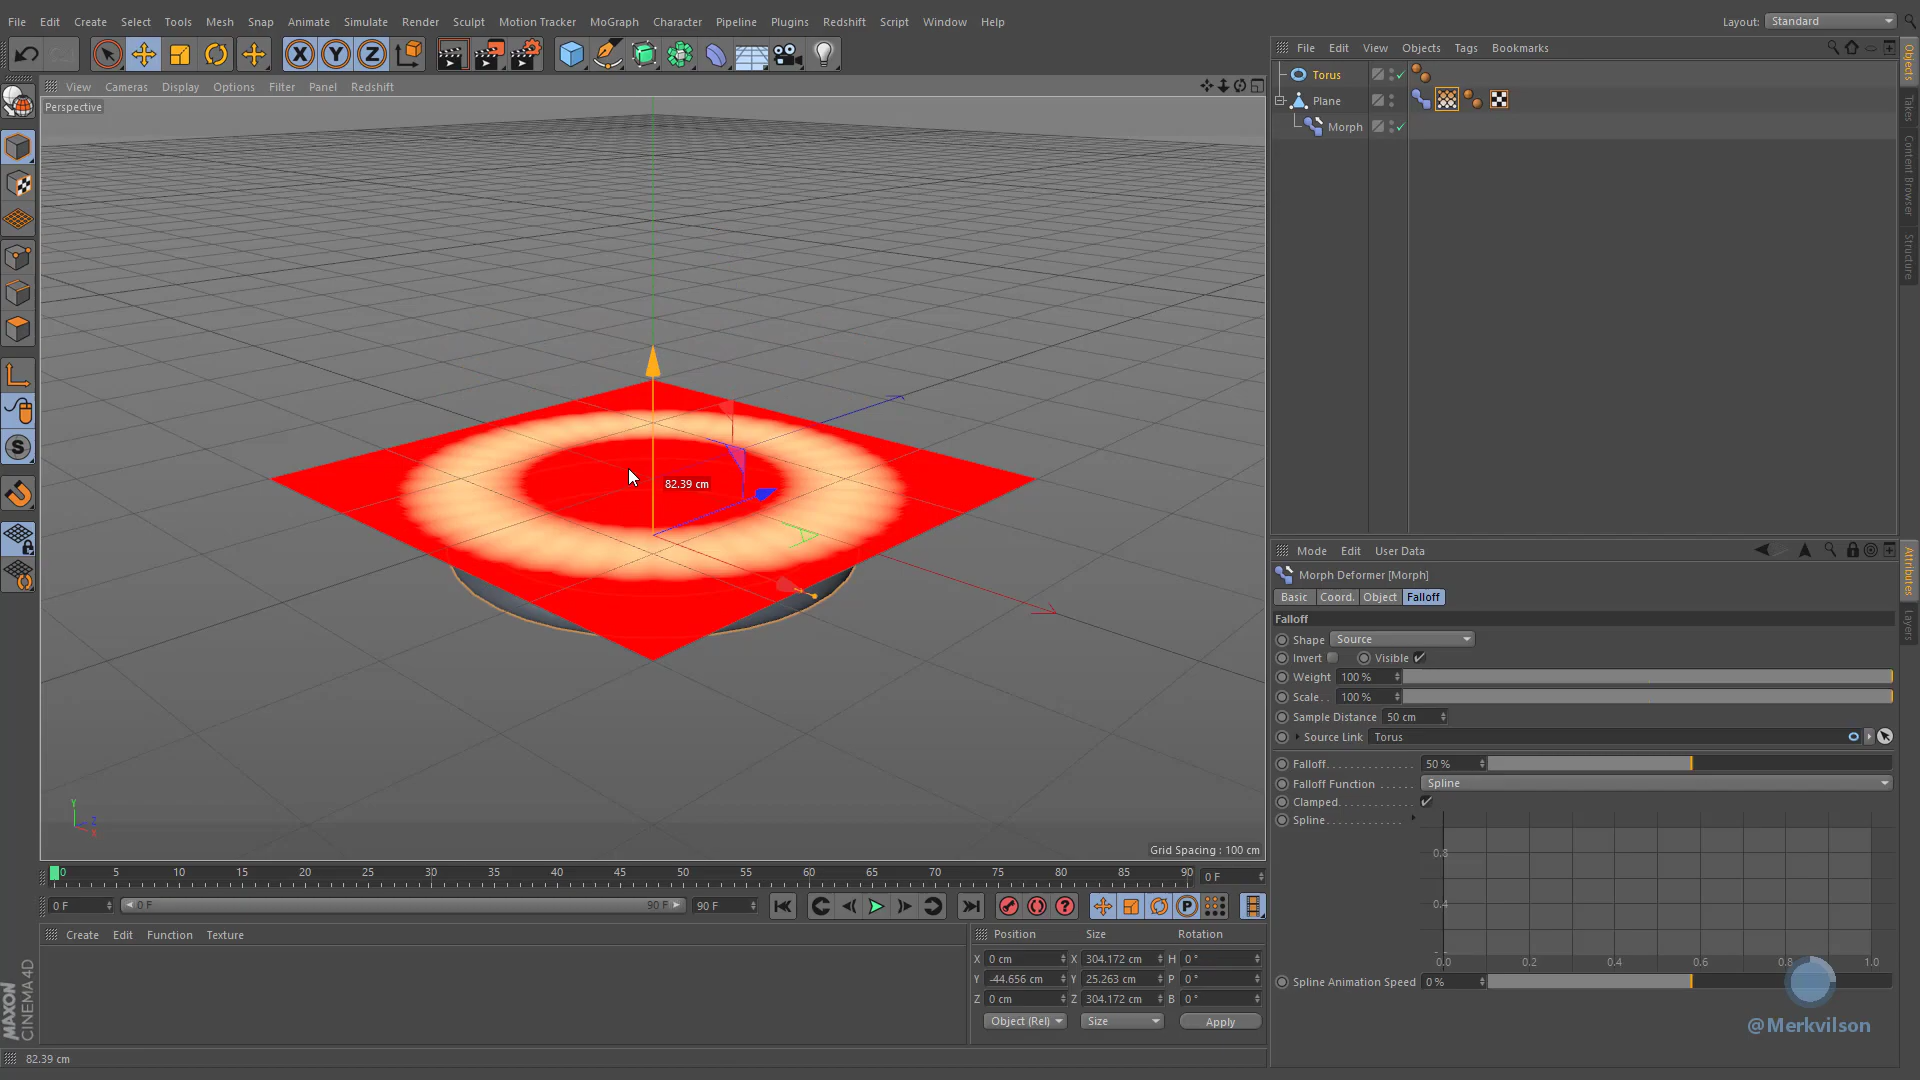 File Edit Create Select Tools Mesh Snap Animate Simulate Render Sculpt Motion Tracker MoGraph Character Pipeline Plugins Redshift Script Window Help
Layout: Standard
View Cameras Display Options Filter Panel Redshift
Perspective
82.39 cm
Y
Z
X
Grid Spacing : 100 cm
File Edit View Objects Tags Bookmarks
Torus
Plane
Morph
Objects
Takes
Content Browser
Structure
Mode Edit User Data
Morph Deformer [Morph]
Basic Coord. Object Falloff
Falloff
Shape Source
Invert Visible
Weight 100 %
Scale . . 100 %
Sample Distance 50 cm
Source Link Torus
Falloff. . . . . . . . . . . . . . 50 %
Falloff Function . . . . . . Spline
Clamped. . . . . . . . . . . .
Spline. . . . . . . . . . . . .
0.8
0.4
0.0 0.2 0.4 0.6 0.8 1.0
Spline Animation Speed 0 %
Attributes
Layers
@Merkvilson
0 5 10 15 20 25 30 35 40 45 50 55 60 65 70 75 80 85 90
0 F
0 F 0 F 90 F 90 F
Create Edit Function Texture
Position Size Rotation
X 0 cm X 304.172 cm H 0 °
Y -44.656 cm Y 25.263 cm P 0 °
Z 0 cm Z 304.172 cm B 0 °
Object (Rel) Size Apply
MAXON
CINEMA 4D
82.39 cm